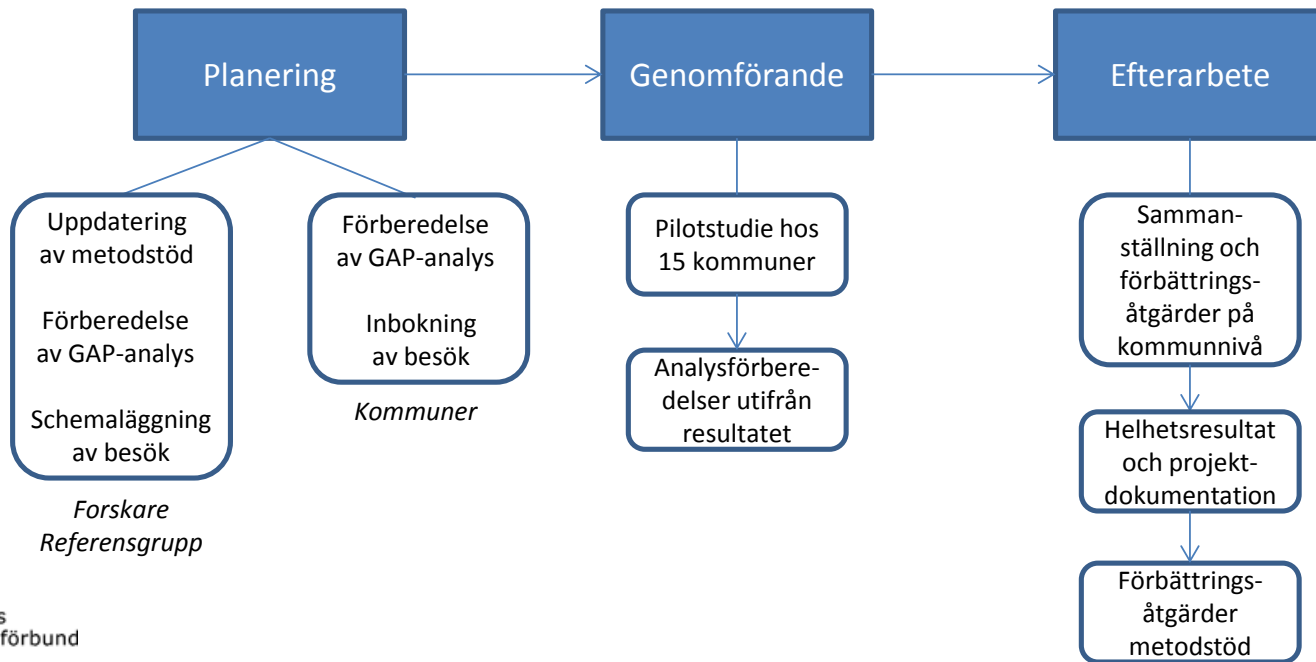 Planering
Genomförande
Efterarbete
Uppdatering
av metodstöd
Förberedelse
av GAP-analys
Schemaläggning
av besök
Forskare
Referensgrupp
Förberedelse
av GAP-analys
Inbokning
av besök
Kommuner
Pilotstudie hos
15 kommuner
Analysförbere-
delser utifrån
resultatet
Samman-
ställning och
förbättrings-
åtgärder på
kommunnivå
Helhetsresultat
och projekt-
dokumentation
Förbättrings-
åtgärder
metodstöd
s
förbund